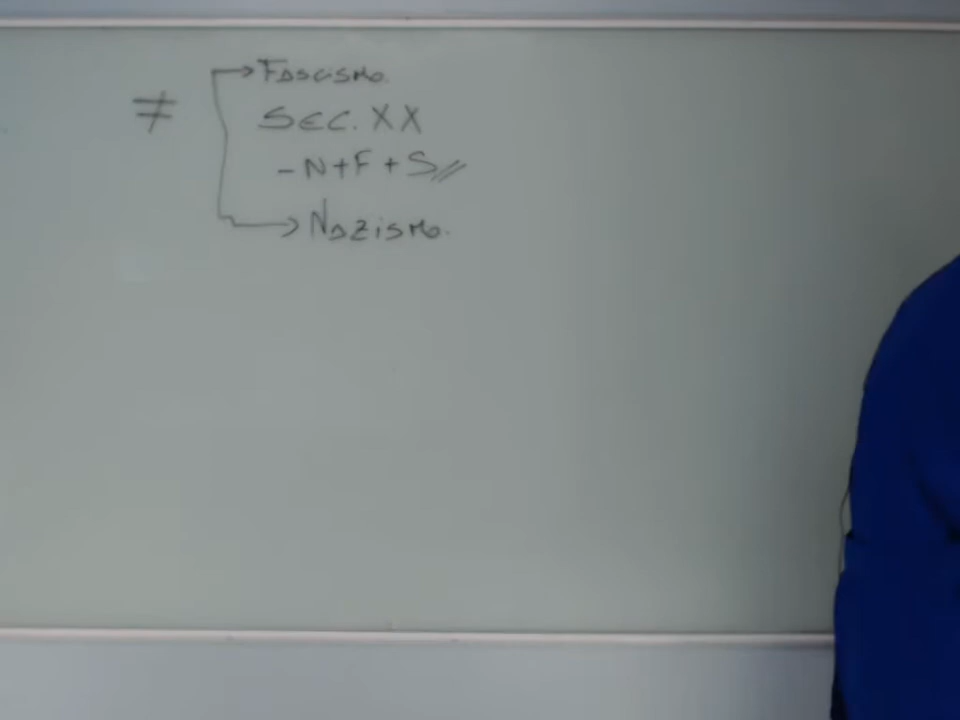 → Fascismo.
≠ SEC. XX
- N + F + S //
→ Nazismo.